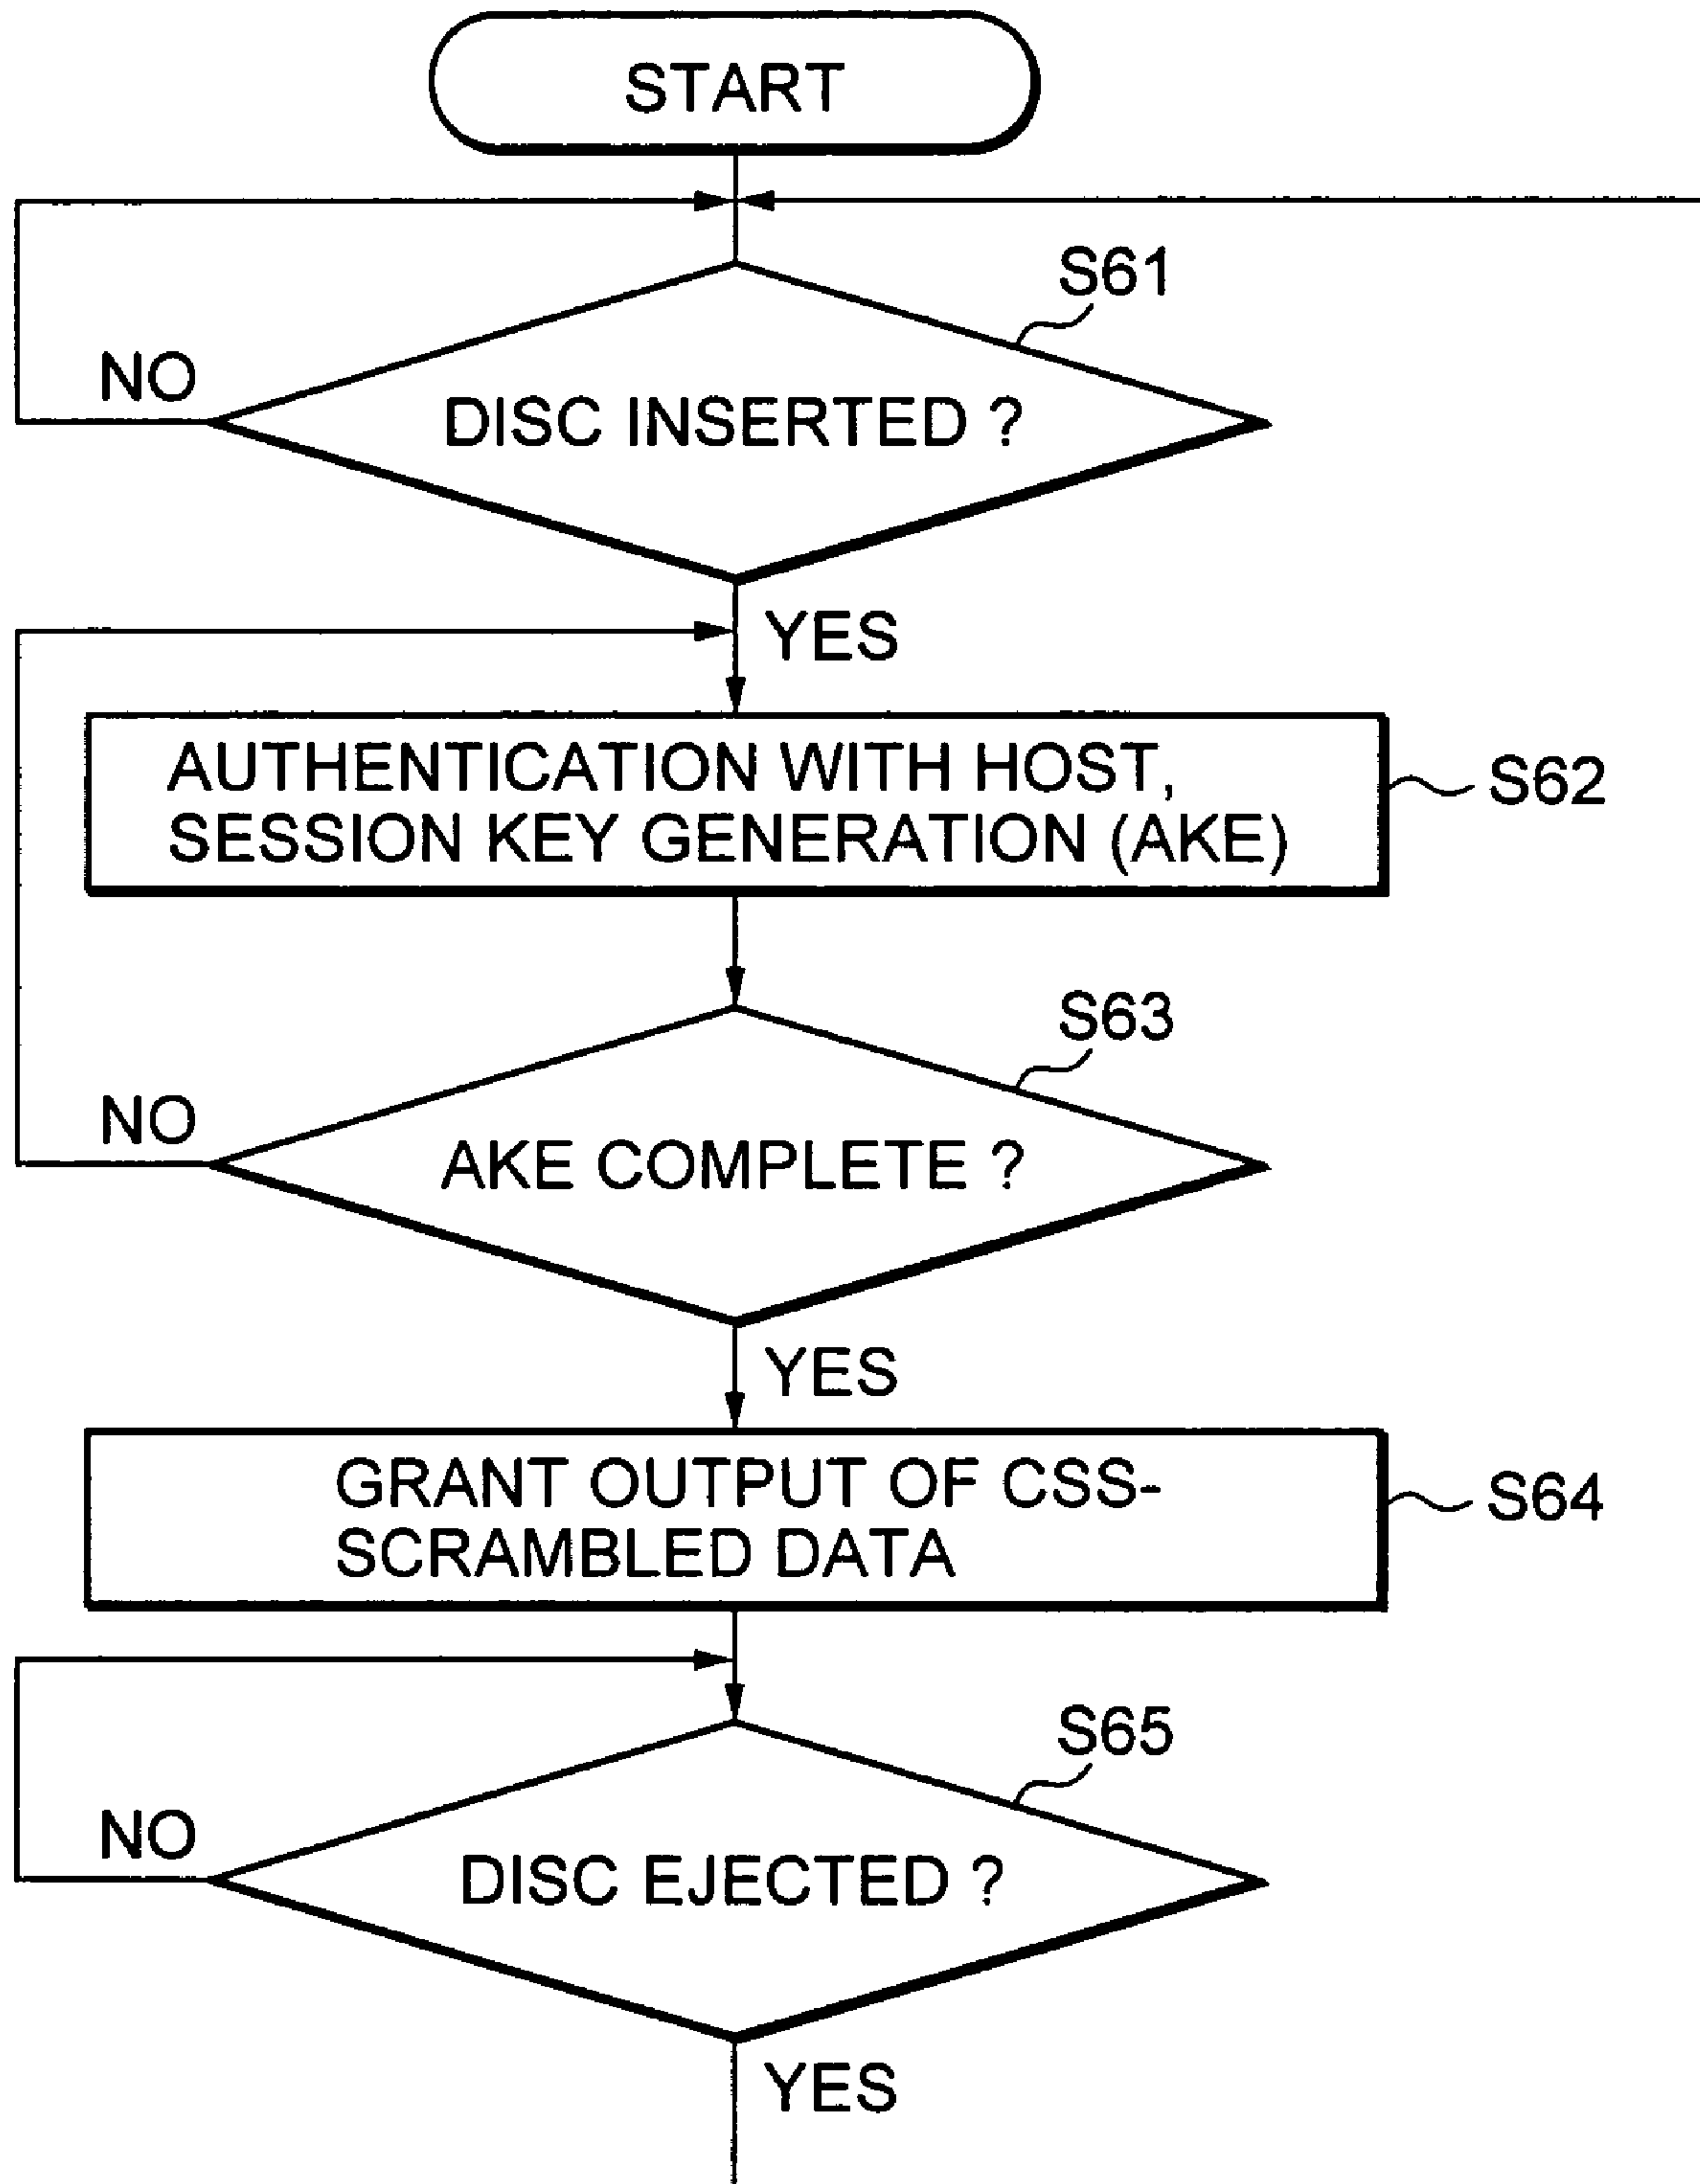 START
S61
NO
DISC INSERTED ?
YES
AUTHENTICATION WITH HOST,
SESSION KEY GENERATION (AKE)
S62
S63
NO
AKE COMPLETE ?
YES
GRANT OUTPUT OF CSS-
SCRAMBLED DATA
S64
S65
NO
DISC EJECTED ?
YES